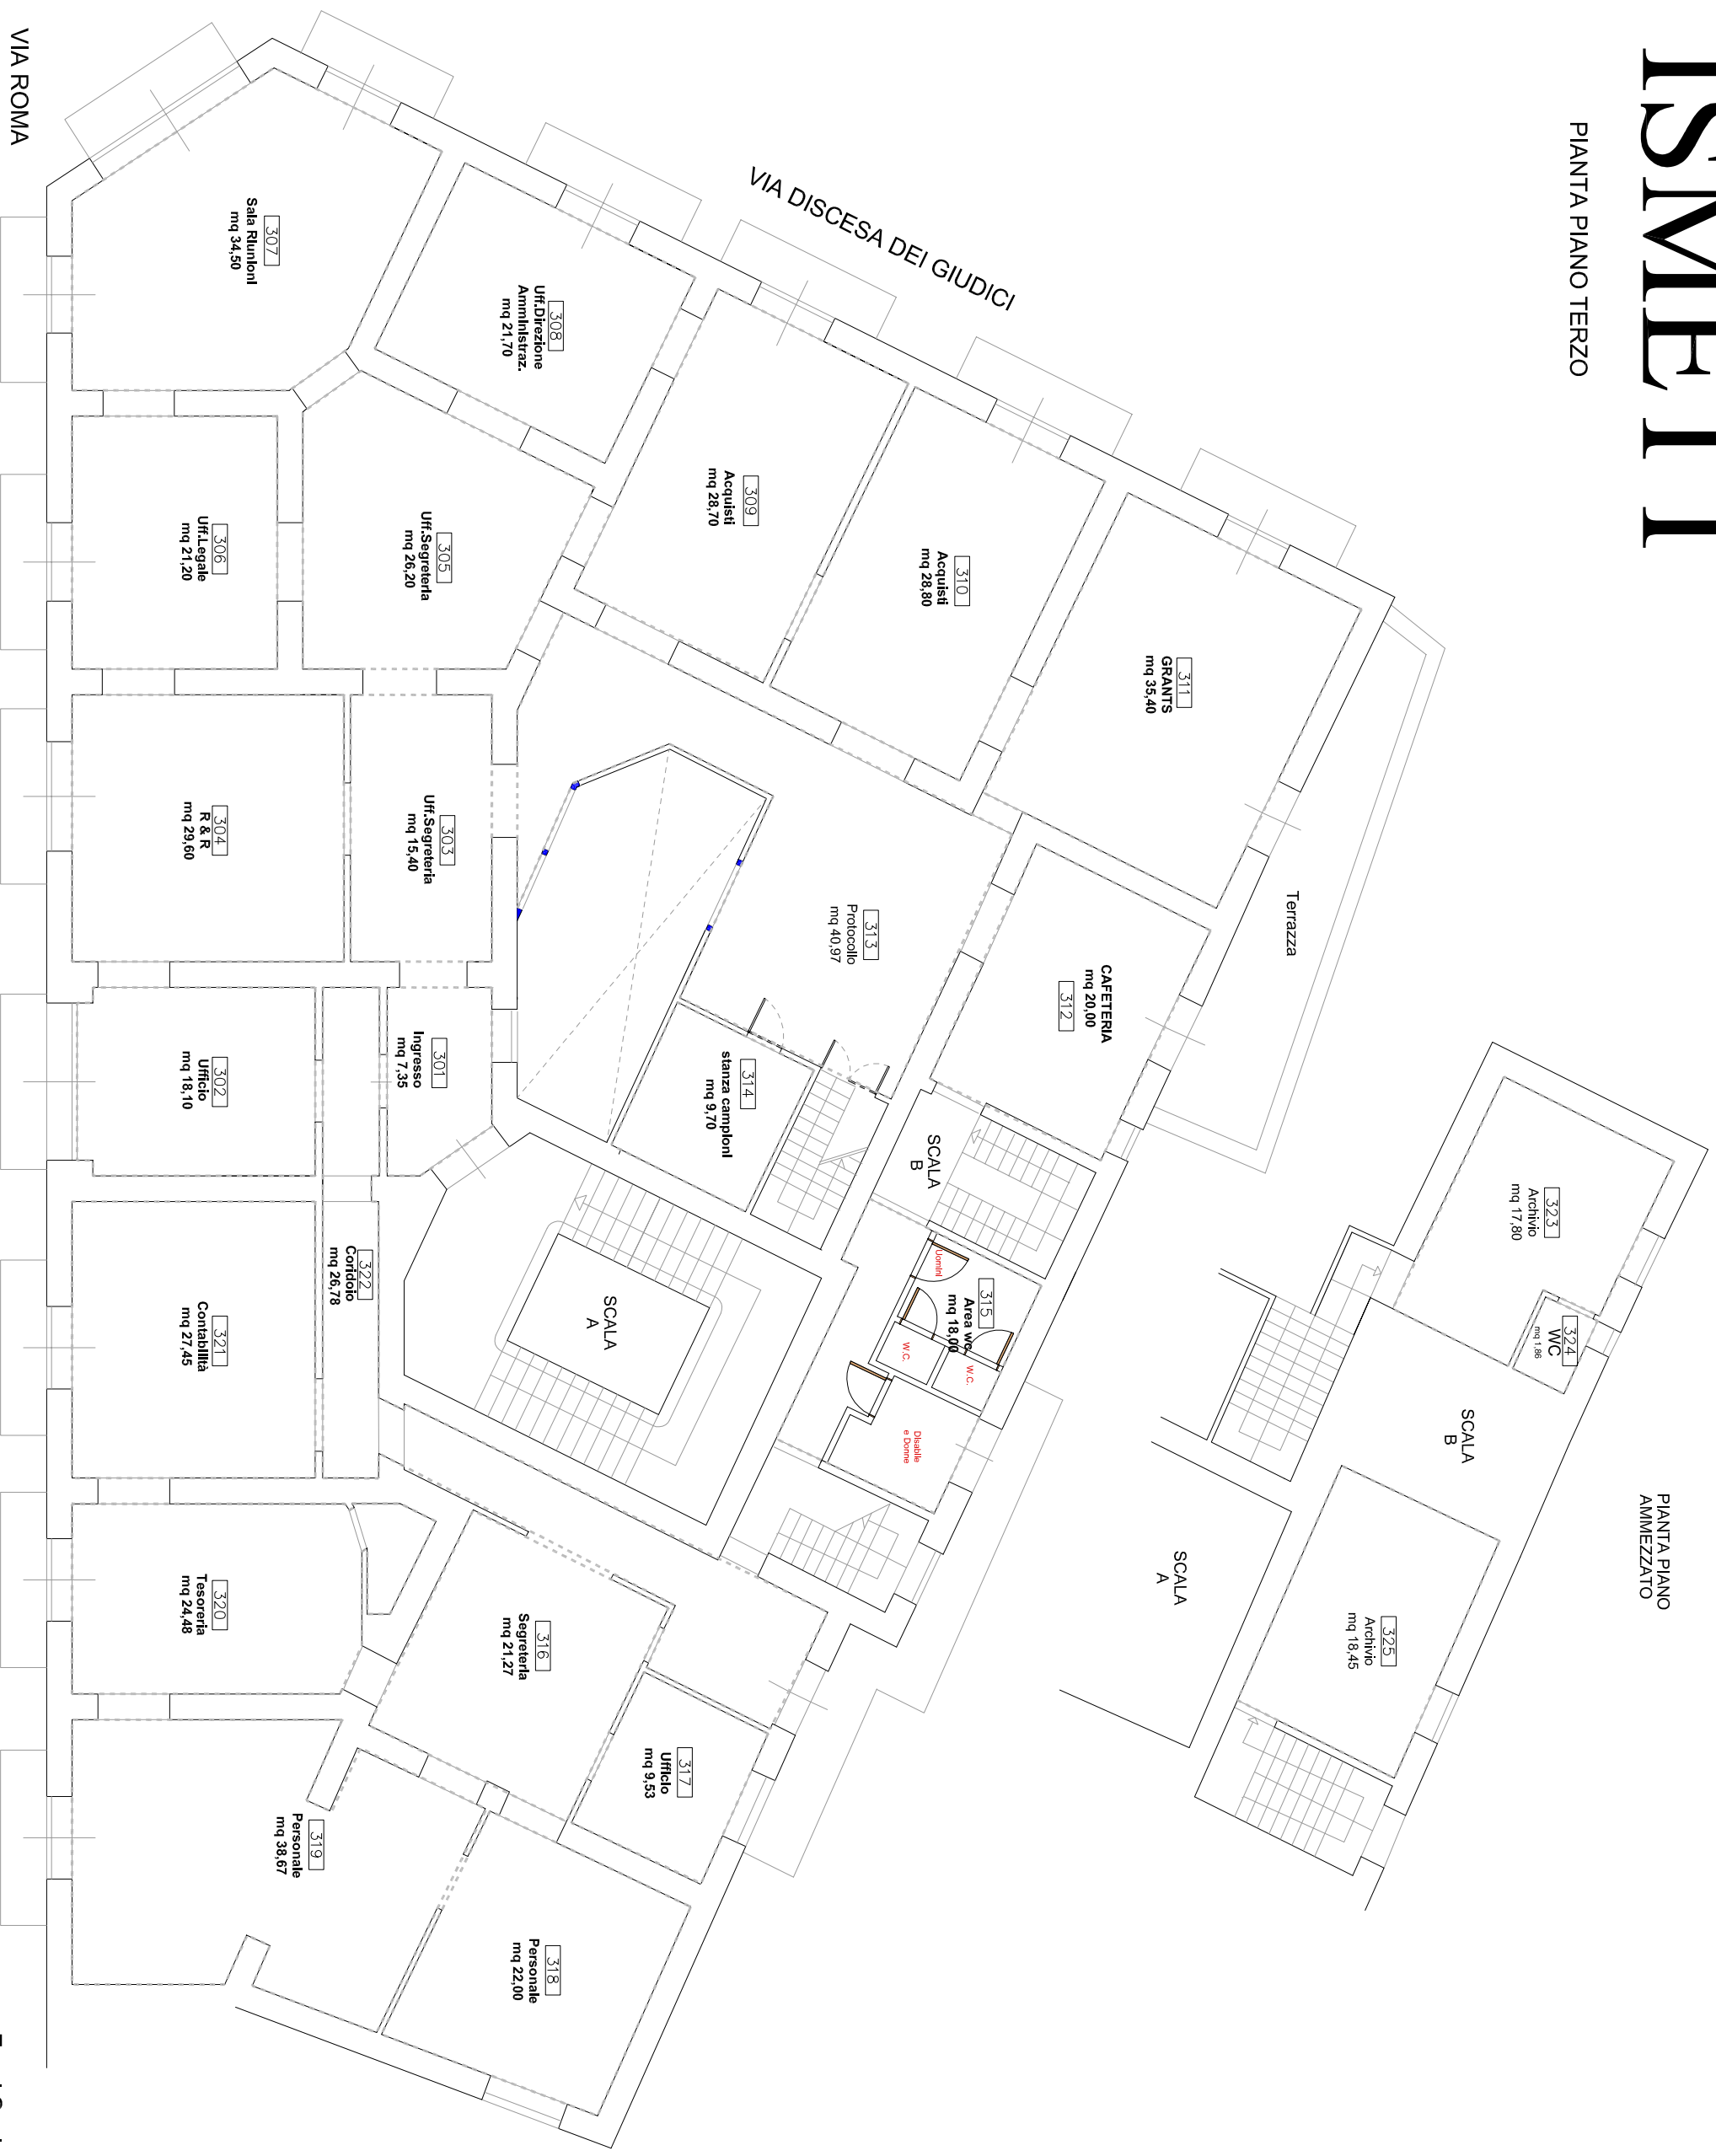 ISMETT
PIANTA PIANO TERZO
VIA ROMA
VIA DISCESA DEI GIUDICI
307
Sala Riunioni
mq 34,50
308
Uff.Direzione
Amministraz.
mq 21,70
309
Acquisti
mq 28,70
310
Acquisti
mq 28,80
311
GRANTS
mq 35,40
Terrazza
306
Uff.Legale
mq 21,20
305
Uff.Segreteria
mq 26,20
304
R & R
mq 29,60
303
Uff.Segreteria
mq 15,40
313
Protocollo
mq 40,97
CAFETERIA
mq 20,00
312
302
Ufficio
mq 18,10
301
Ingresso
mq 7,35
314
stanza campioni
mq 9,70
SCALA
B
322
Corridoio
mq 26,78
321
Contabilità
mq 27,45
SCALA
A
315
Area wc
mq 18,00
Uomini
W.C.
W.C.
Disabile
e Donne
320
Tesoreria
mq 24,48
316
Segreteria
mq 21,27
317
Ufficio
mq 9,53
319
Personale
mq 38,67
318
Personale
mq 22,00
PIANTA PIANO
AMMEZZATO
323
Archivio
mq 17,80
324
WC
mq 1,86
SCALA
B
SCALA
A
325
Archivio
mq 18,45